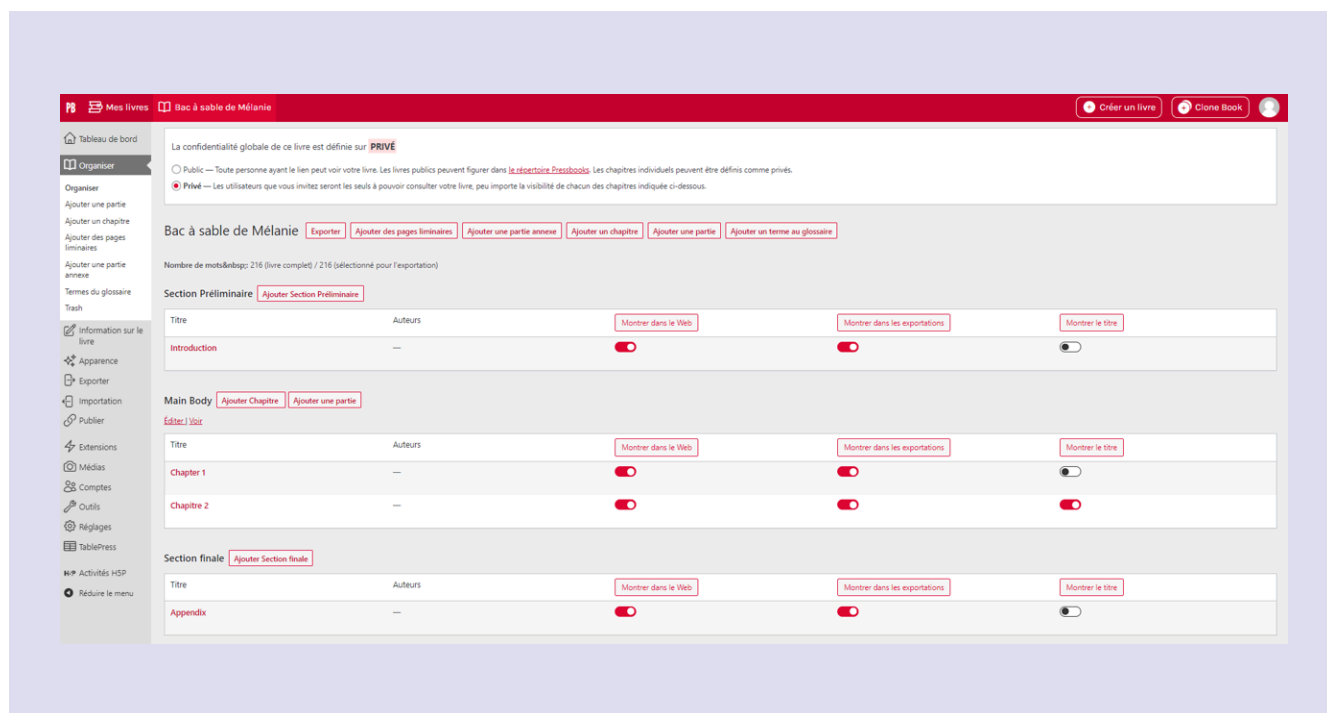 PB Mes livres Bac à sable de Mélanie Créer un livre Clone Book
Tableau de bord
Organiser
Organiser
Ajouter une partie
Ajouter un chapitre
Ajouter des pages
liminaires
Ajouter une partie
annexe
Termes du glossaire
Trash
Information sur le
livre
Apparence
Exporter
Importation
Publier
Extensions
Médias
Comptes
Outils
Réglages
TablePress
H5P Activités H5P
Réduire le menu
La confidentialité globale de ce livre est définie sur PRIVÉ
Public — Toute personne ayant le lien peut voir votre livre. Les livres publics peuvent figurer dans le répertoire Pressbooks. Les chapitres individuels peuvent être définis comme privés.
Privé — Les utilisateurs que vous invitez seront les seuls à pouvoir consulter votre livre, peu importe la visibilité de chacun des chapitres indiquée ci-dessous.
Bac à sable de Mélanie Exporter Ajouter des pages liminaires Ajouter une partie annexe Ajouter un chapitre Ajouter une partie Ajouter un terme au glossaire
Nombre de mots&nbsp;: 216 (livre complet) / 216 (sélectionné pour l'exportation)
Section Préliminaire Ajouter Section Préliminaire
Titre Auteurs Montrer dans le Web Montrer dans les exportations Montrer le titre
Introduction —
Main Body Ajouter Chapitre Ajouter une partie
Éditer | Voir
Titre Auteurs Montrer dans le Web Montrer dans les exportations Montrer le titre
Chapter 1 —
Chapitre 2 —
Section finale Ajouter Section finale
Titre Auteurs Montrer dans le Web Montrer dans les exportations Montrer le titre
Appendix —